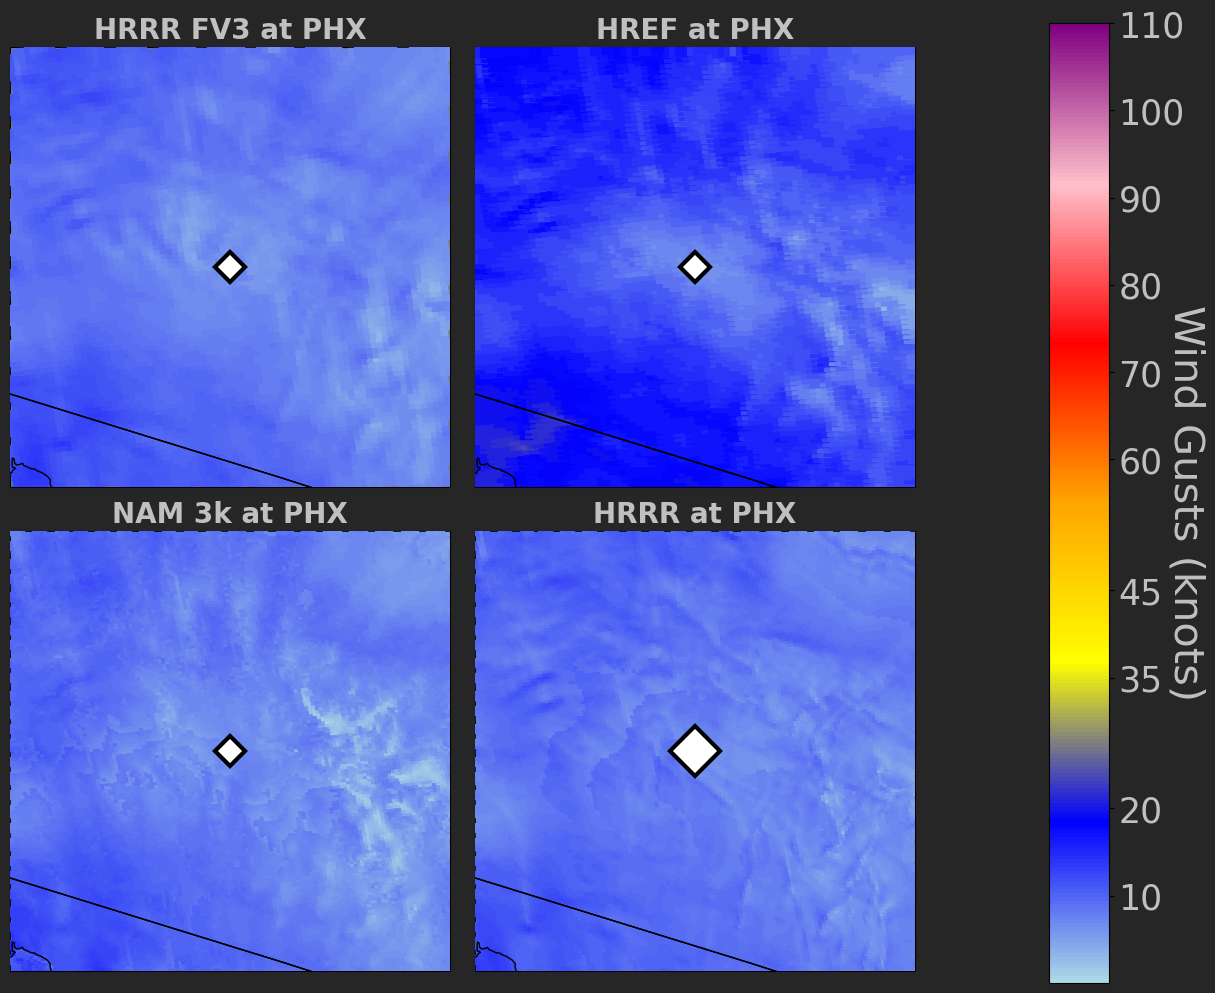 HRRR FV3 at PHX
HREF at PHX
NAM 3k at PHX
HRRR at PHX
110
100
90
80
70
60
45
35
20
10
Wind Gusts (knots)